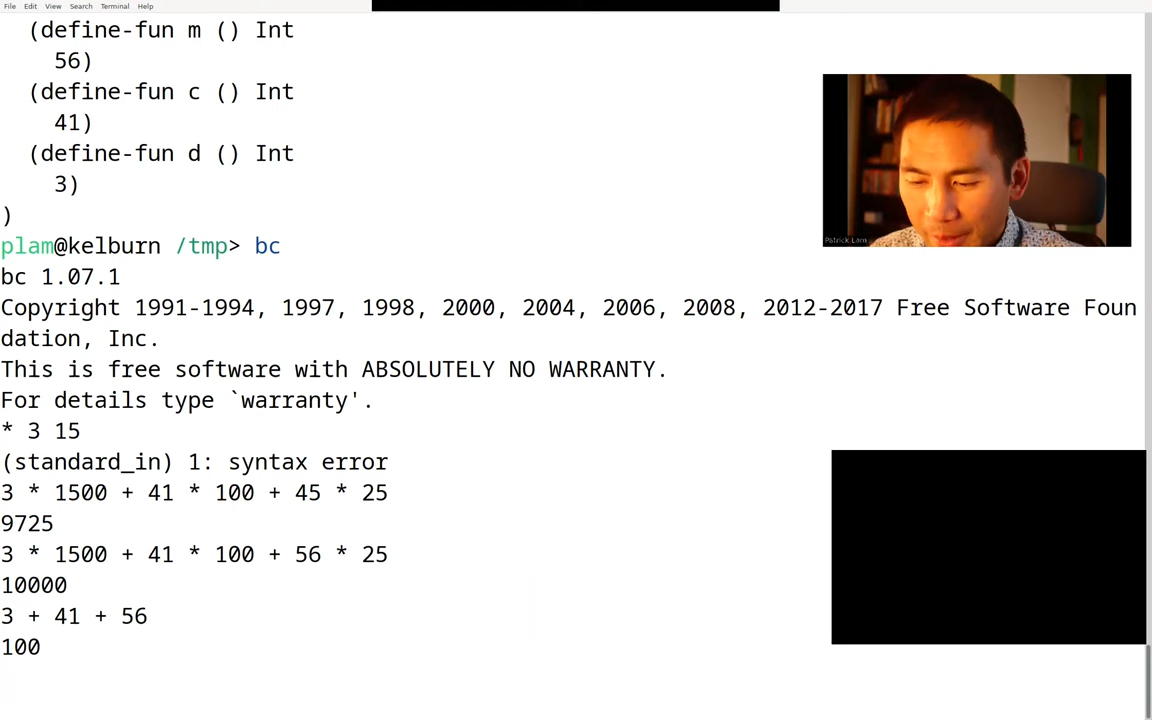 File Edit View Search Terminal Help
(define-fun m () Int
56)
(define-fun c () Int
41)
(define-fun d () Int
3)
)
plam@kelburn /tmp> bc
bc 1.07.1
Copyright 1991-1994, 1997, 1998, 2000, 2004, 2006, 2008, 2012-2017 Free Software Foun
dation, Inc.
This is free software with ABSOLUTELY NO WARRANTY.
For details type `warranty'.
* 3 15
(standard_in) 1: syntax error
3 * 1500 + 41 * 100 + 45 * 25
9725
3 * 1500 + 41 * 100 + 56 * 25
10000
3 + 41 + 56
100
Patrick Lam